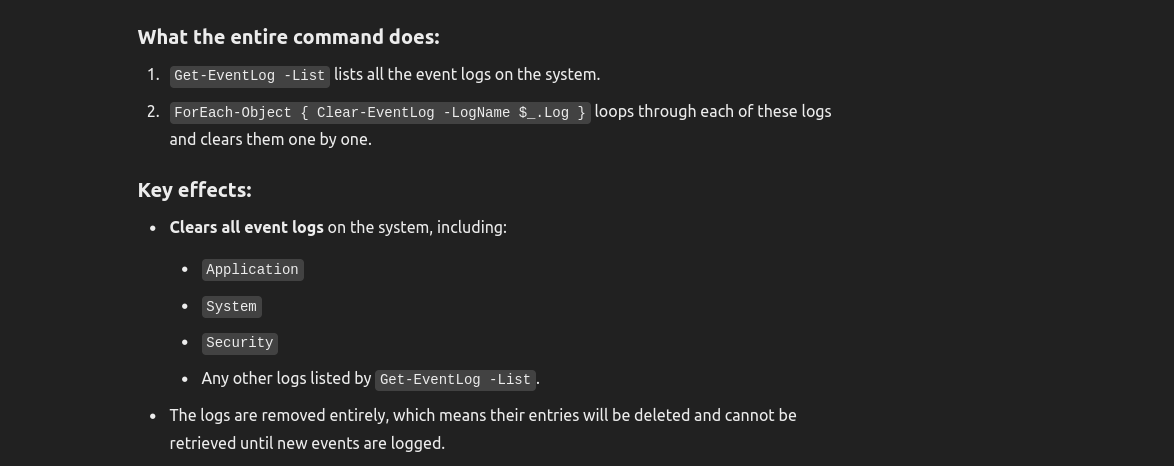 What the entire command does:
1. Get-EventLog -List lists all the event logs on the system.
2. ForEach-Object { Clear-EventLog -LogName $_.Log } loops through each of these logs
and clears them one by one.
Key effects:
• Clears all event logs on the system, including:
• Application
• System
• Security
• Any other logs listed by Get-EventLog -List.
• The logs are removed entirely, which means their entries will be deleted and cannot be
retrieved until new events are logged.